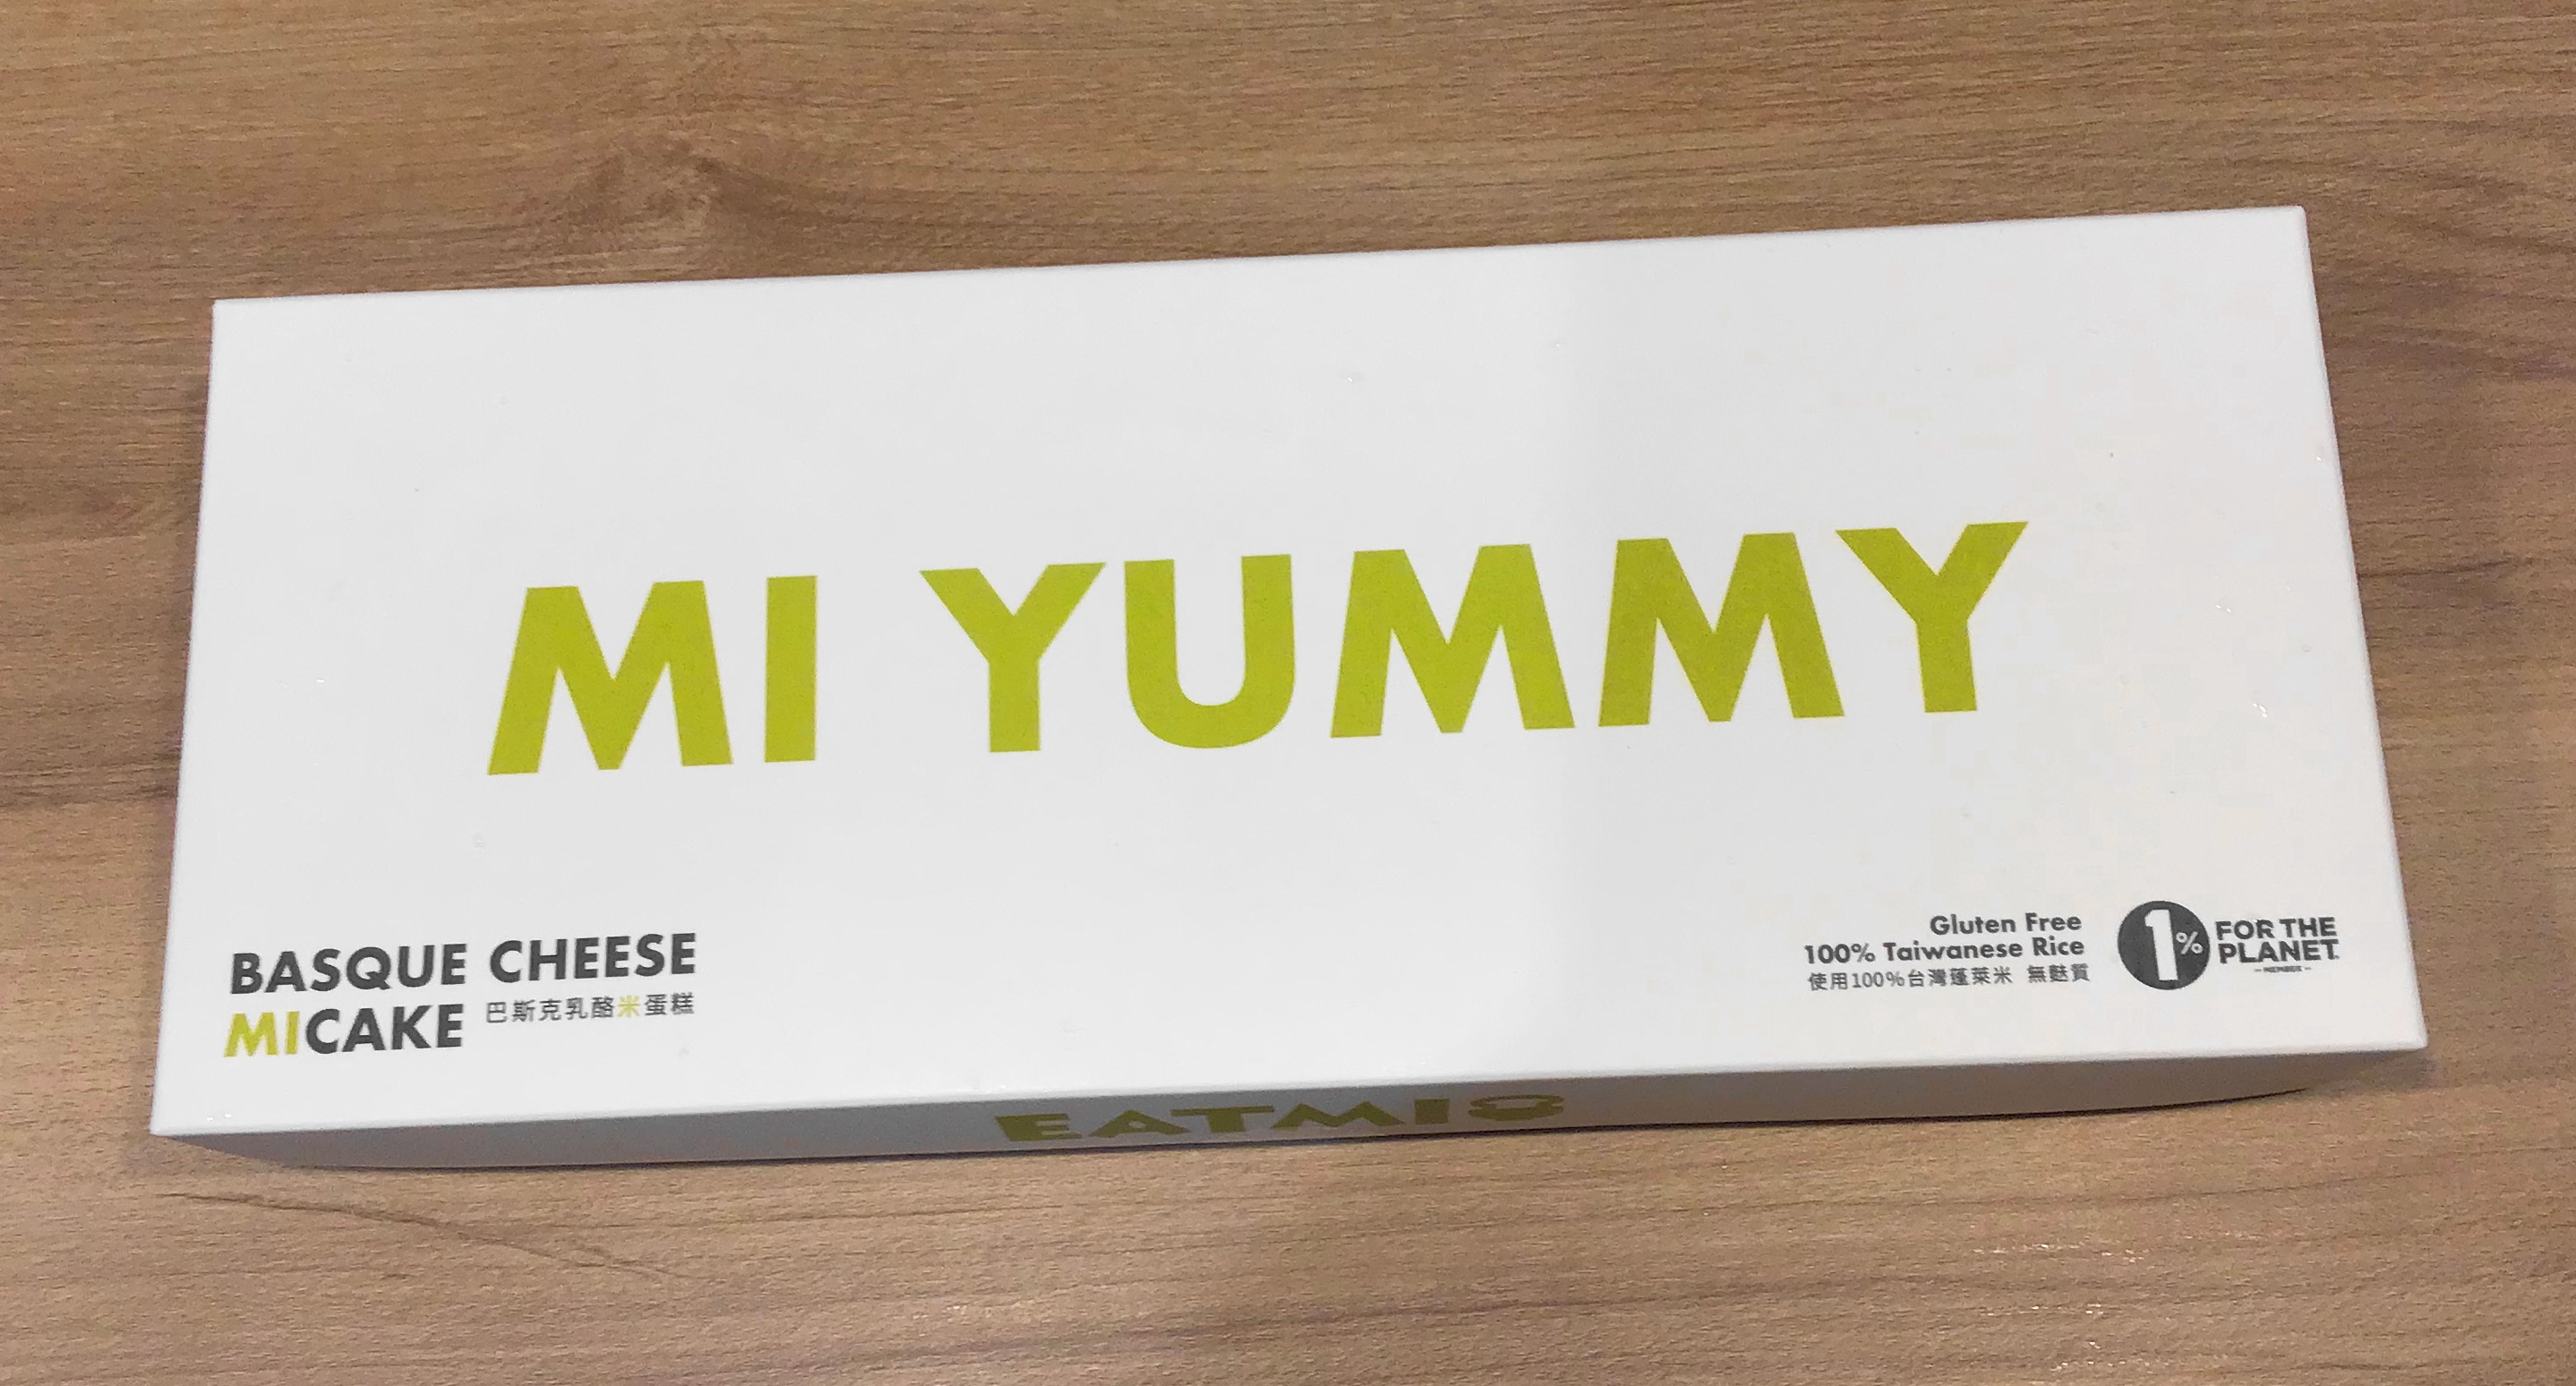 MI YUMMY
BASQUE CHEESE
MICAKE 巴斯克乳酪米蛋糕
Gluten Free
100% Taiwanese Rice
使用100%台灣蓬萊米 無麩質
1%
FOR THE
PLANET
MEMBER
EATMI